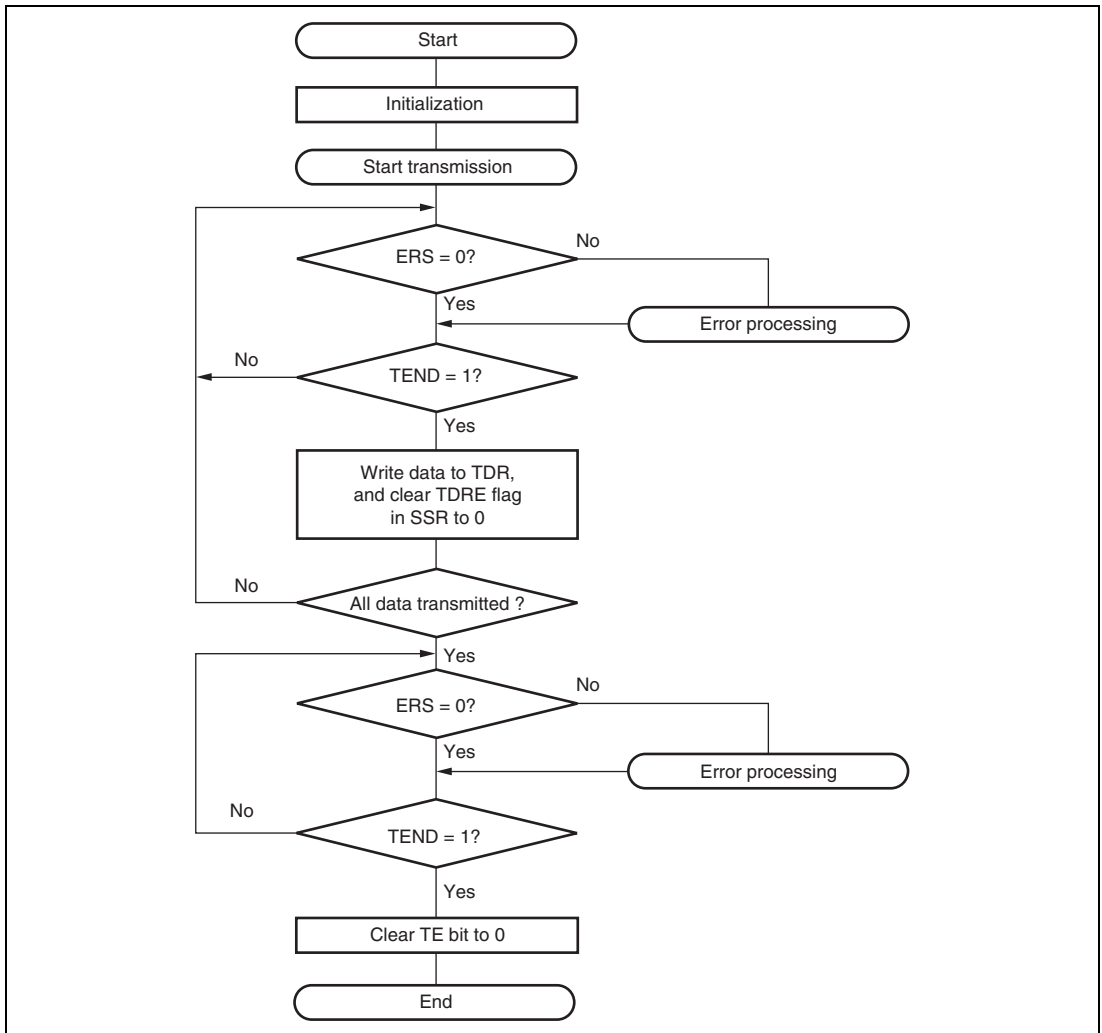 Start
Initialization
Start transmission
ERS = 0?
No
Yes
Error processing
No
TEND = 1?
Yes
Write data to TDR,
and clear TDRE flag
in SSR to 0
No
All data transmitted ?
Yes
ERS = 0?
No
Yes
Error processing
No
TEND = 1?
Yes
Clear TE bit to 0
End